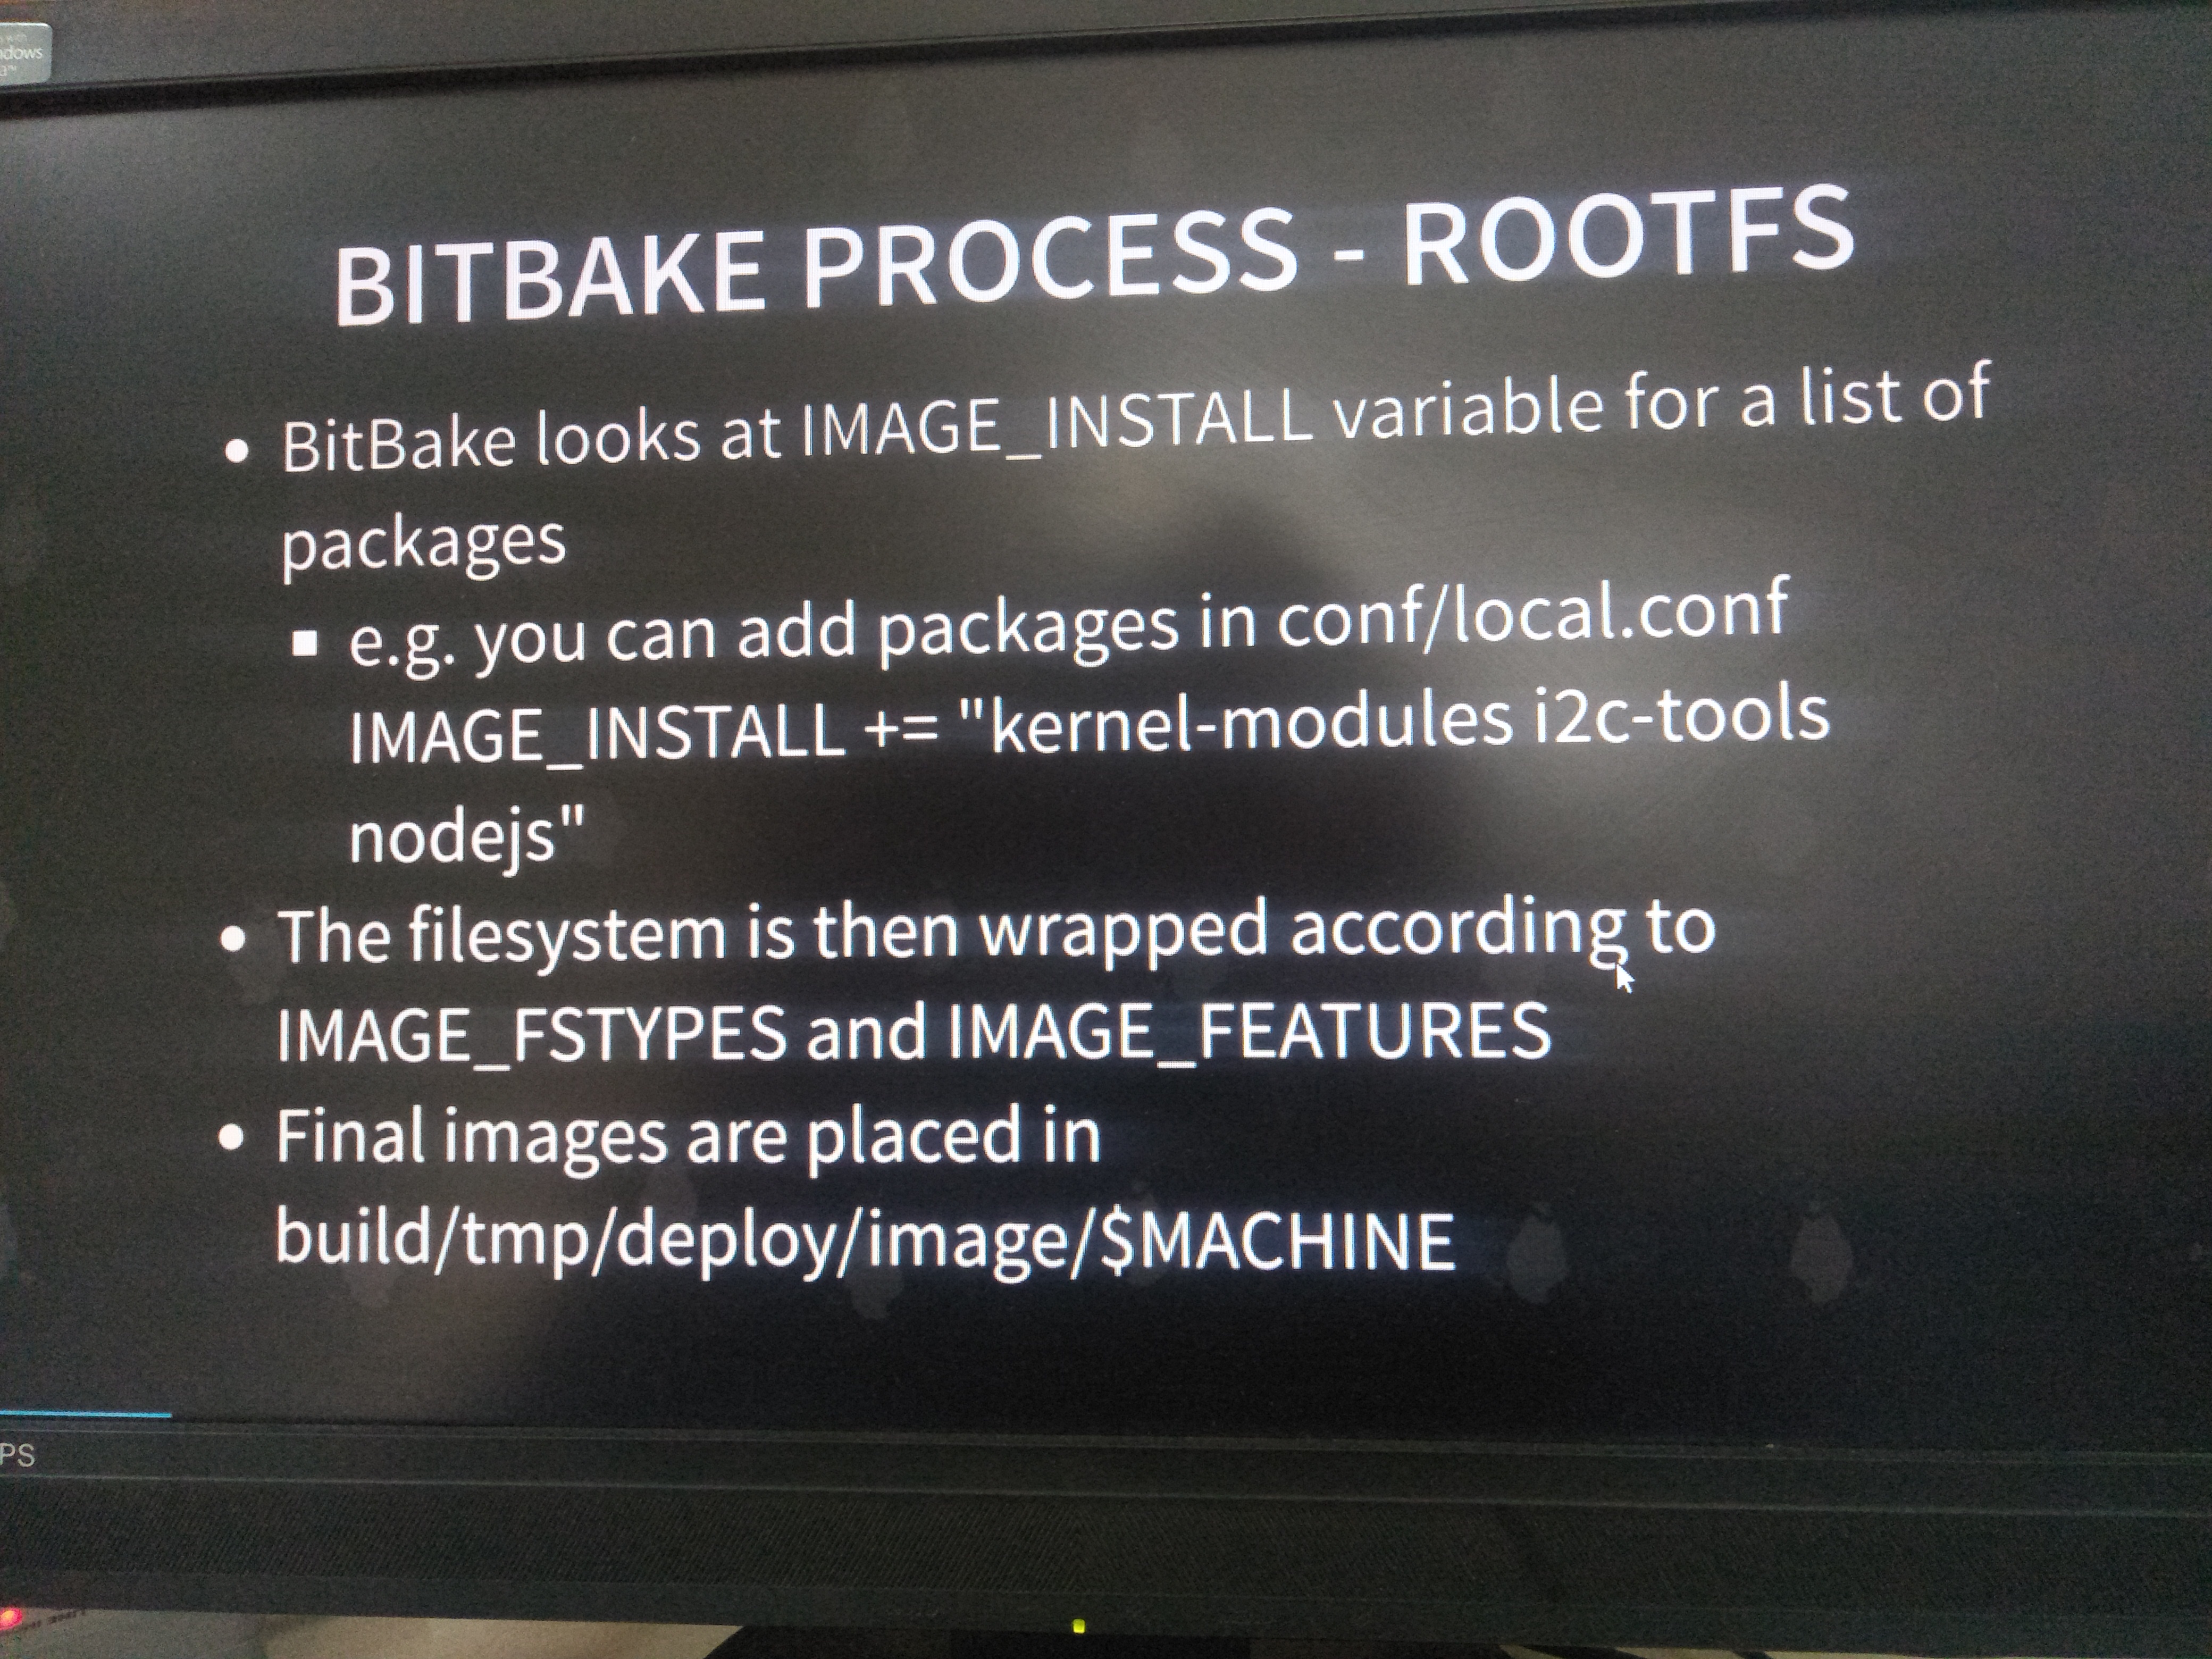 with
ndows
BITBAKE PROCESS - ROOTFS
• BitBake looks at IMAGE_INSTALL variable for a list of
packages
▪ e.g. you can add packages in conf/local.conf
IMAGE_INSTALL += "kernel-modules i2c-tools
nodejs"
• The filesystem is then wrapped according to
IMAGE_FSTYPES and IMAGE_FEATURES
• Final images are placed in
build/tmp/deploy/image/$MACHINE
PS